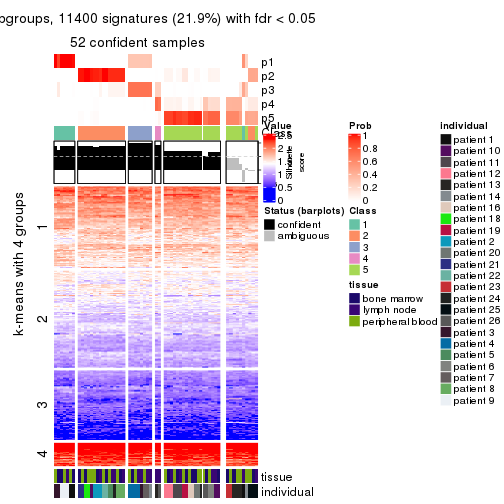 ogroups, 11400 signatures (21.9%) with fdr < 0.05
52 confident samples
p1
p2
p3
p4
p5
Class
Silhouette
score
k-means with 4 groups
1
2
3
4
tissue
individual
Value
2.5
2
1.5
1
0.5
0
Status (barplots)
confident
ambiguous
Prob
1
0.8
0.6
0.4
0.2
0
Class
1
2
3
4
5
tissue
bone marrow
lymph node
peripheral blood
individual
patient 1
patient 10
patient 11
patient 12
patient 13
patient 14
patient 16
patient 18
patient 19
patient 2
patient 20
patient 21
patient 22
patient 23
patient 24
patient 25
patient 26
patient 3
patient 4
patient 5
patient 6
patient 7
patient 8
patient 9